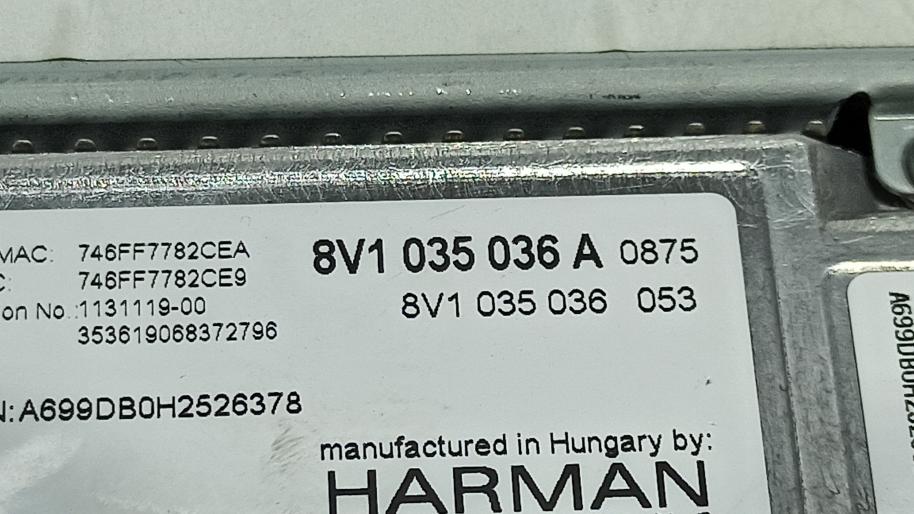 MAC: 746FF7782CEA
C: 746FF7782CE9
on No.:1131119-00
353619068372796
8V1 035 036 A 0875
8V1 035 036 053
N:A699DB0H2526378
manufactured in Hungary by:
HARMAN